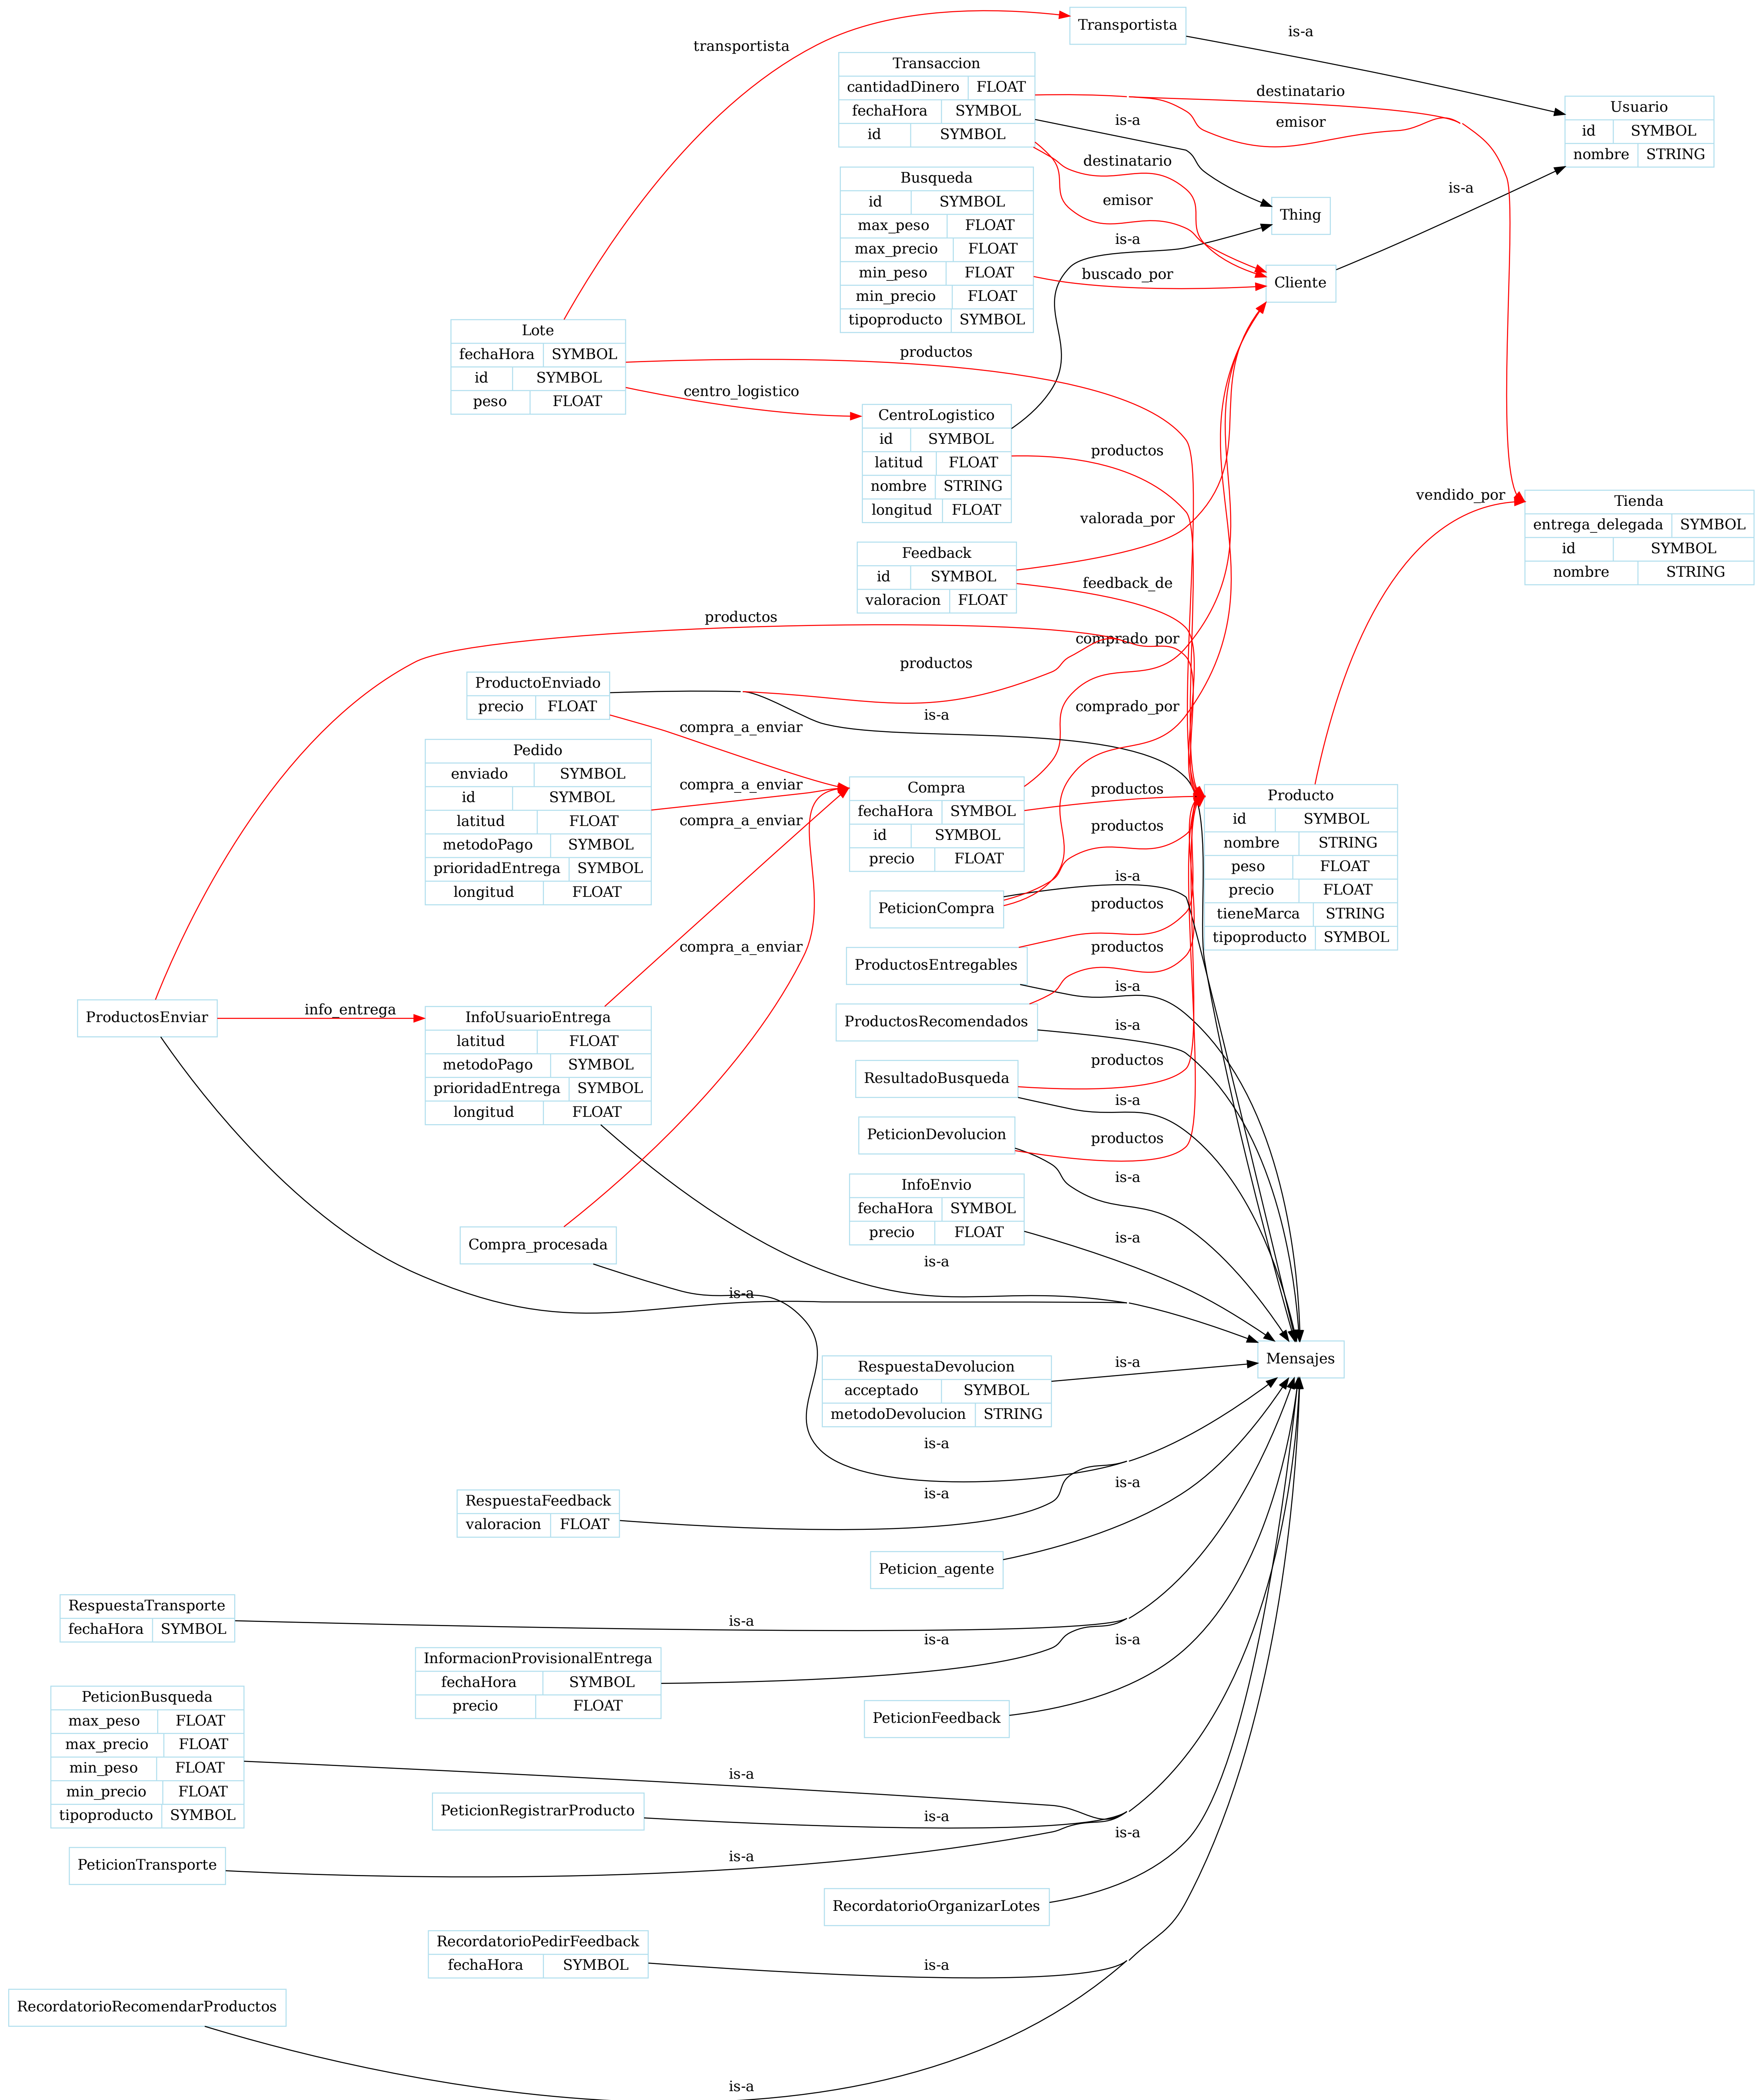 Transportista
transportista
is-a
Transaccion
cantidadDinero FLOAT
fechaHora SYMBOL
id SYMBOL
destinatario
emisor
is-a
destinatario
emisor
Usuario
id SYMBOL
nombre STRING
is-a
Busqueda
id SYMBOL
max_peso FLOAT
max_precio FLOAT
min_peso FLOAT
min_precio FLOAT
tipoproducto SYMBOL
Thing
is-a
buscado_por
Cliente
Lote
fechaHora SYMBOL
id SYMBOL
peso FLOAT
productos
centro_logistico
CentroLogistico
id SYMBOL
latitud FLOAT
nombre STRING
longitud FLOAT
productos
vendido_por
Tienda
entrega_delegada SYMBOL
id SYMBOL
nombre STRING
valorada_por
Feedback
id SYMBOL
valoracion FLOAT
feedback_de
productos
comprado_por
productos
ProductoEnviado
precio FLOAT
is-a
comprado_por
compra_a_enviar
Pedido
enviado SYMBOL
id SYMBOL
latitud FLOAT
metodoPago SYMBOL
prioridadEntrega SYMBOL
longitud FLOAT
compra_a_enviar
compra_a_enviar
Compra
fechaHora SYMBOL
id SYMBOL
precio FLOAT
productos
productos
Producto
id SYMBOL
nombre STRING
peso FLOAT
precio FLOAT
tieneMarca STRING
tipoproducto SYMBOL
is-a
PeticionCompra
productos
compra_a_enviar
productos
ProductosEntregables
is-a
ProductosEnviar
info_entrega
InfoUsuarioEntrega
latitud FLOAT
metodoPago SYMBOL
prioridadEntrega SYMBOL
longitud FLOAT
ProductosRecomendados
is-a
productos
ResultadoBusqueda
is-a
PeticionDevolucion
productos
is-a
InfoEnvio
fechaHora SYMBOL
precio FLOAT
is-a
Compra_procesada
is-a
is-a
Mensajes
RespuestaDevolucion
acceptado SYMBOL
metodoDevolucion STRING
is-a
is-a
RespuestaFeedback
valoracion FLOAT
is-a
is-a
Peticion_agente
RespuestaTransporte
fechaHora SYMBOL
is-a
InformacionProvisionalEntrega
fechaHora SYMBOL
precio FLOAT
is-a
is-a
PeticionFeedback
PeticionBusqueda
max_peso FLOAT
max_precio FLOAT
min_peso FLOAT
min_precio FLOAT
tipoproducto SYMBOL
is-a
PeticionRegistrarProducto
is-a
is-a
PeticionTransporte
is-a
RecordatorioOrganizarLotes
RecordatorioPedirFeedback
fechaHora SYMBOL
is-a
RecordatorioRecomendarProductos
is-a